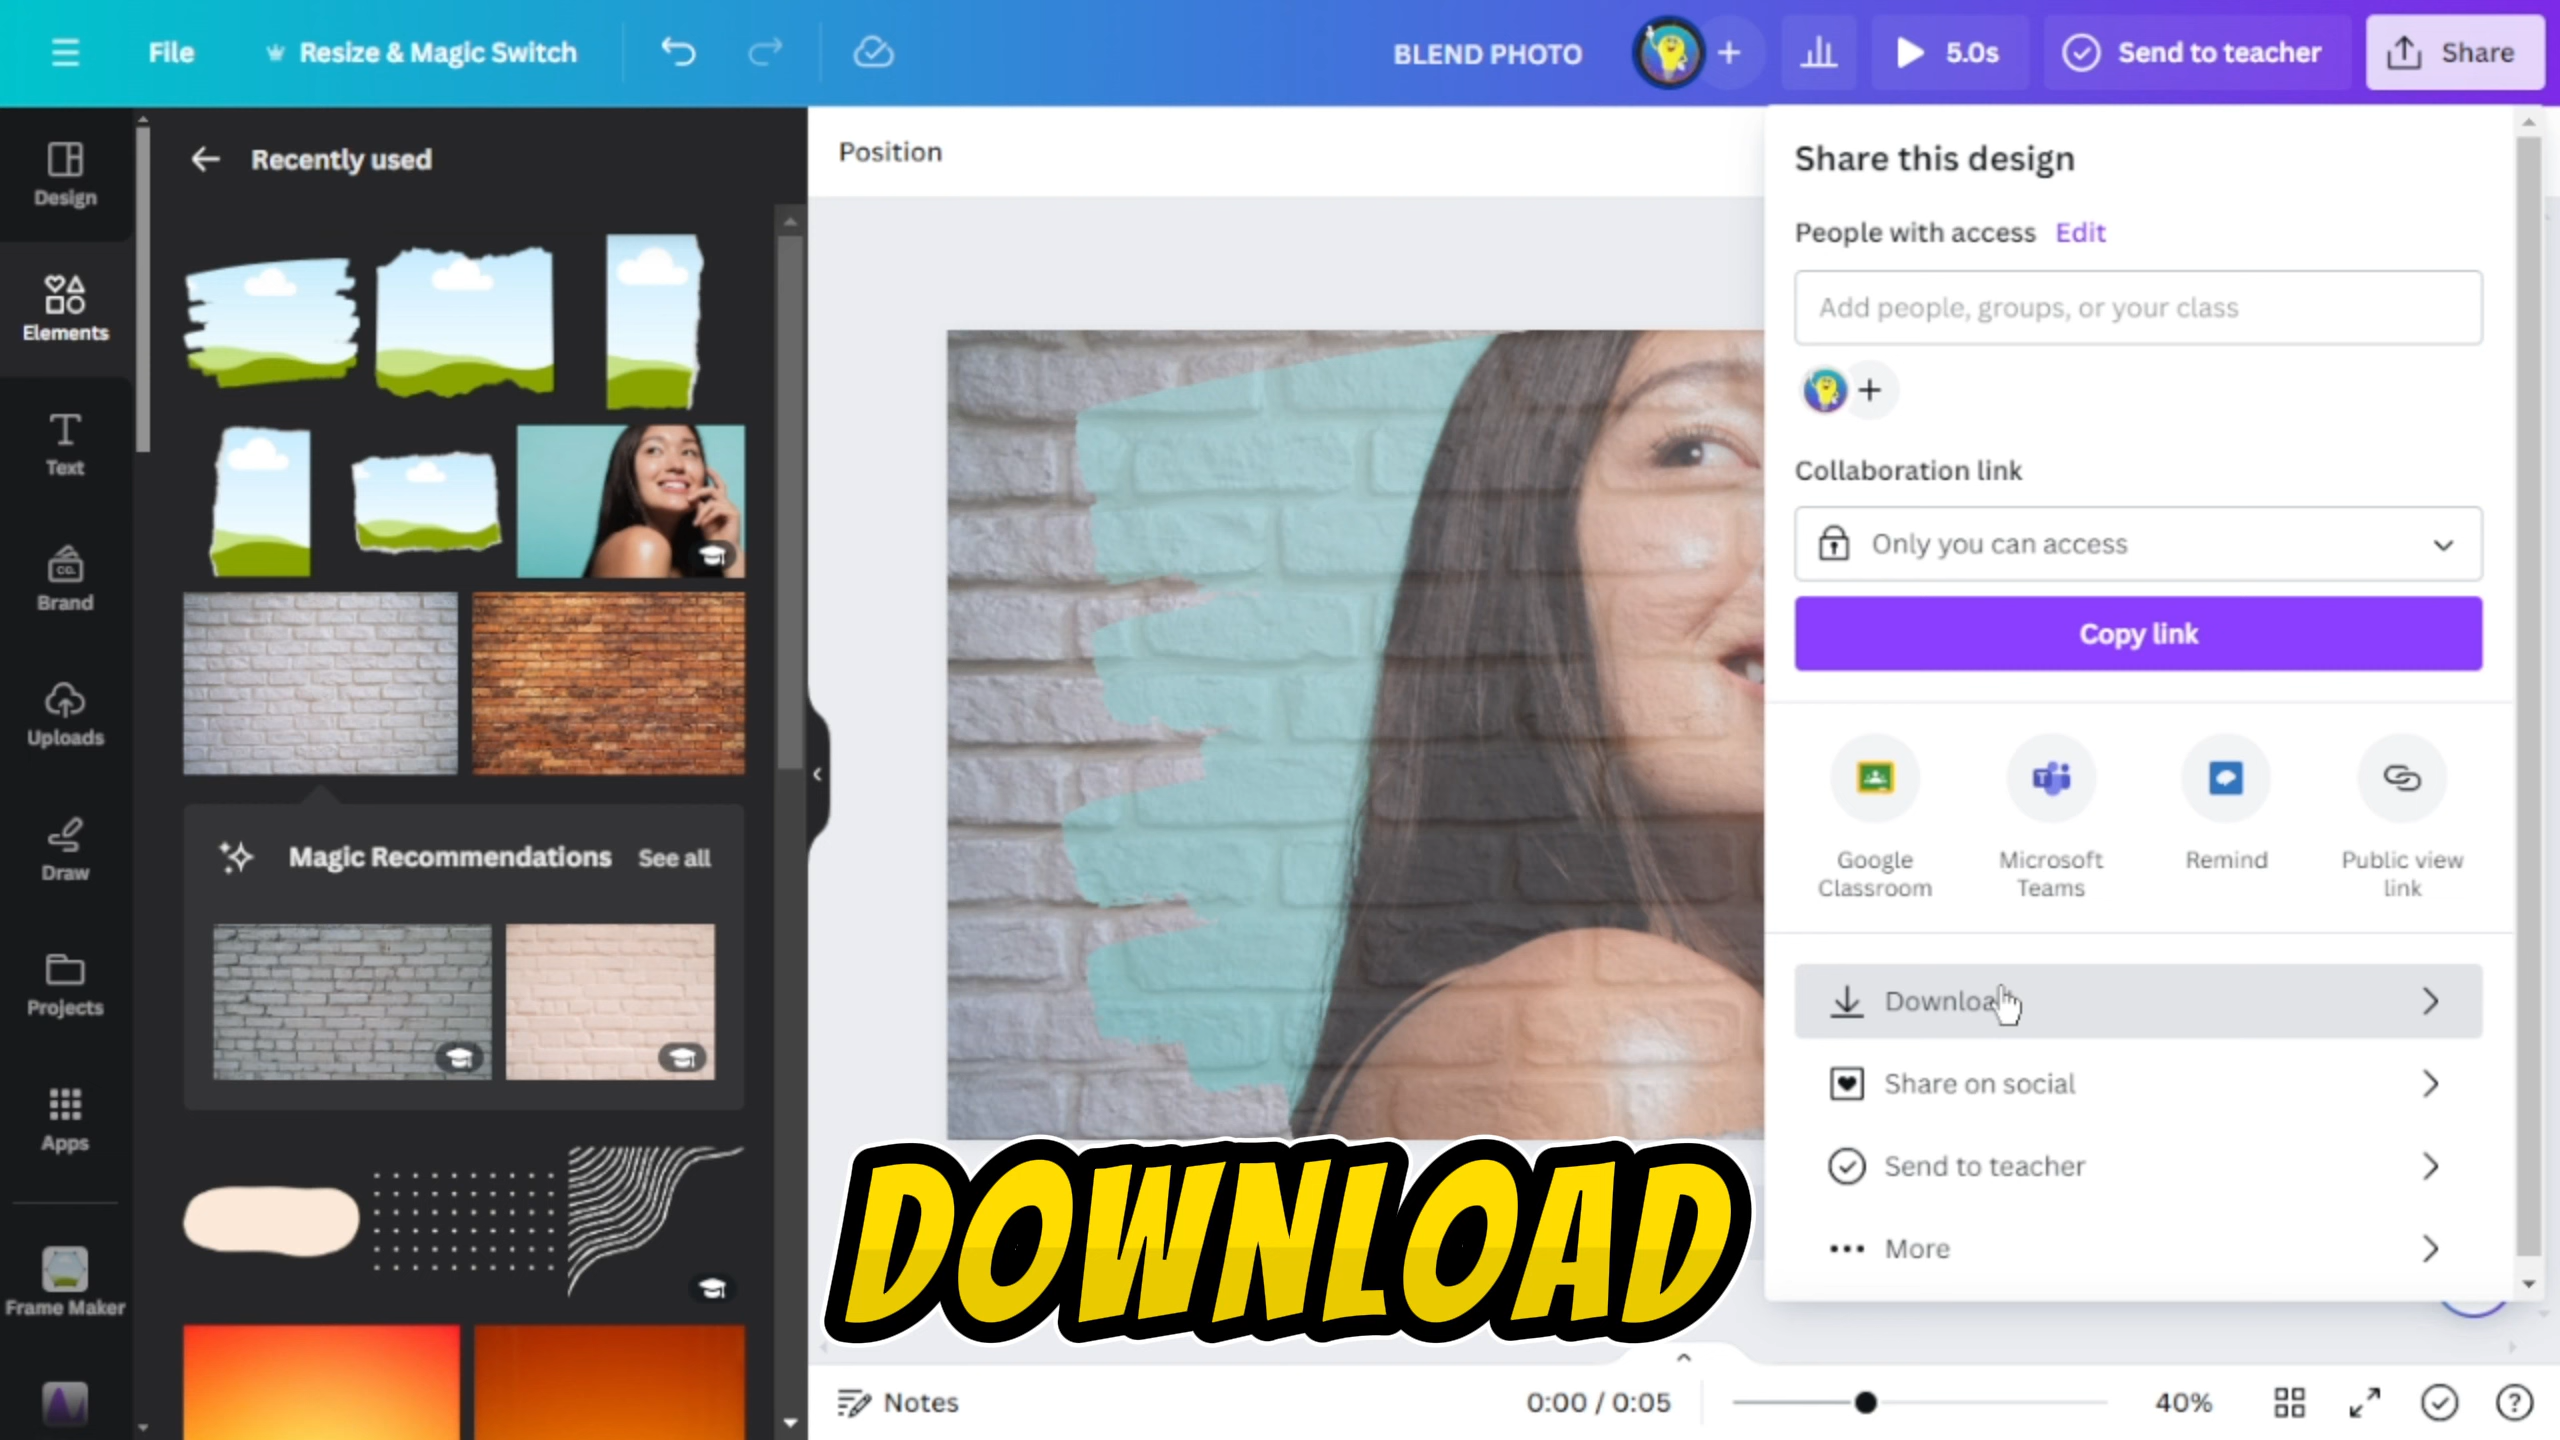 File
Resize & Magic Switch
BLEND PHOTO
5.0s
Send to teacher
Share
Design
Elements
Text
Brand
CO.
Uploads
Draw
Projects
Apps
Frame Maker
Recently used
Magic Recommendations
See all
Position
Share this design
People with access Edit
Add people, groups, or your class
Collaboration link
Only you can access
Copy link
Google
Classroom
Microsoft
Teams
Remind
Public view
link
Download
Share on social
Send to teacher
More
DOWNLOAD
Notes
0:00 / 0:05
40%